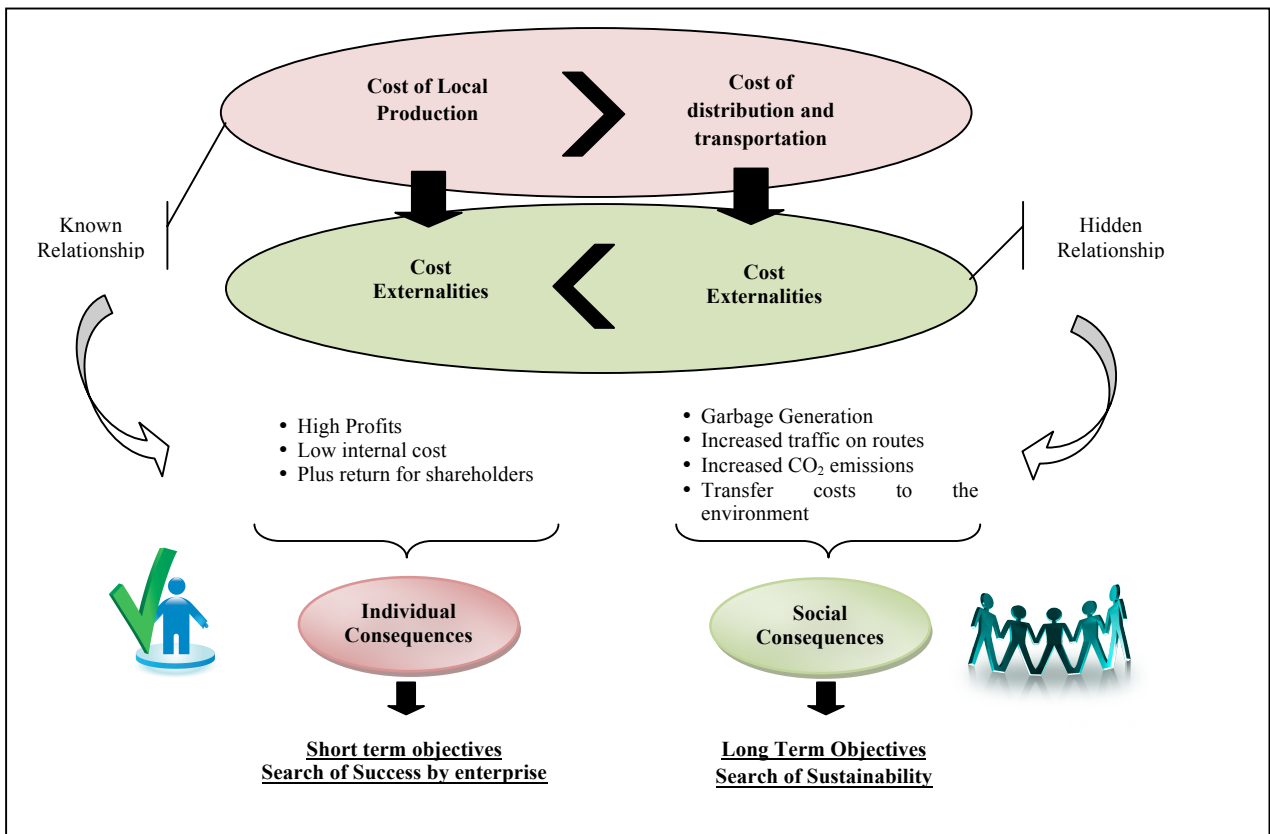 Cost of Local
Production
Cost of
distribution and
transportation
Known
Relationship
Hidden
Relationship
Cost
Externalities
Cost
Externalities
• High Profits
• Low internal cost
• Plus return for shareholders
• Garbage Generation
• Increased traffic on routes
• Increased CO₂ emissions
• Transfer costs to the
environment
Individual
Consequences
Social
Consequences
Short term objectives
Search of Success by enterprise
Long Term Objectives
Search of Sustainability